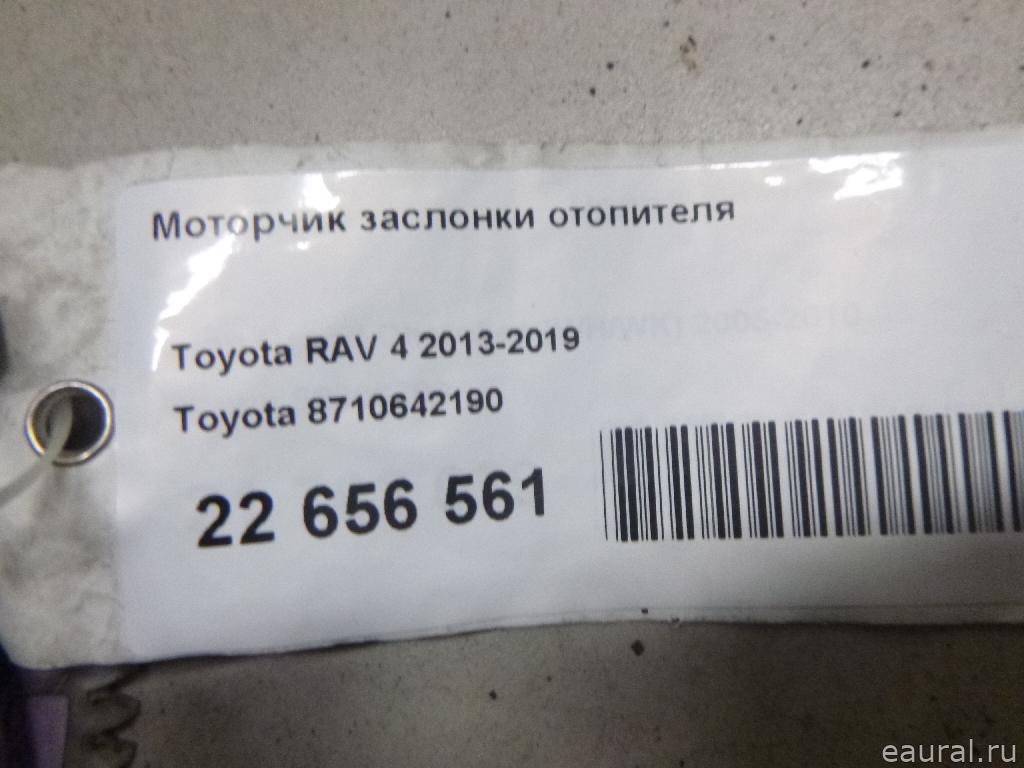 Моторчик заслонки отопителя
Toyota RAV 4 2013-2019
Toyota 8710642190
22 656 561
eaural.ru